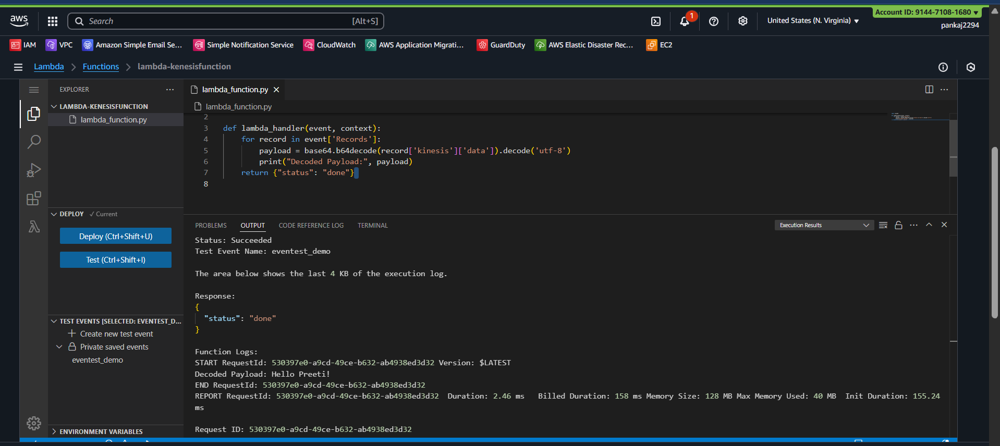 Account ID: 9144-7108-1680
aws
Search
[Alt+S]
1
United States (N. Virginia)
pankaj2294
IAM
VPC
Amazon Simple Email Se...
Simple Notification Service
CloudWatch
AWS Application Migrati...
GuardDuty
AWS Elastic Disaster Rec...
EC2
Lambda
Functions
lambda-kenesisfunction
EXPLORER
LAMBDA-KENESISFUNCTION
lambda_function.py
lambda_function.py
lambda_function.py
2
3 def lambda_handler(event, context):
4 for record in event['Records']:
5 payload = base64.b64decode(record['kinesis']['data']).decode('utf-8')
6 print("Decoded Payload:", payload)
7 return {"status": "done"}
8
DEPLOY ✓ Current
Deploy (Ctrl+Shift+U)
Test (Ctrl+Shift+I)
TEST EVENTS [SELECTED: EVENTEST_D...
Create new test event
Private saved events
eventest_demo
ENVIRONMENT VARIABLES
PROBLEMS
OUTPUT
CODE REFERENCE LOG
TERMINAL
Execution Results
Status: Succeeded
Test Event Name: eventest_demo
The area below shows the last 4 KB of the execution log.
Response:
{
"status": "done"
}
Function Logs:
START RequestId: 530397e0-a9cd-49ce-b632-ab4938ed3d32 Version: $LATEST
Decoded Payload: Hello Preeti!
END RequestId: 530397e0-a9cd-49ce-b632-ab4938ed3d32
REPORT RequestId: 530397e0-a9cd-49ce-b632-ab4938ed3d32 Duration: 2.46 ms Billed Duration: 158 ms Memory Size: 128 MB Max Memory Used: 40 MB Init Duration: 155.24
ms
Request ID: 530397e0-a9cd-49ce-b632-ab4938ed3d32